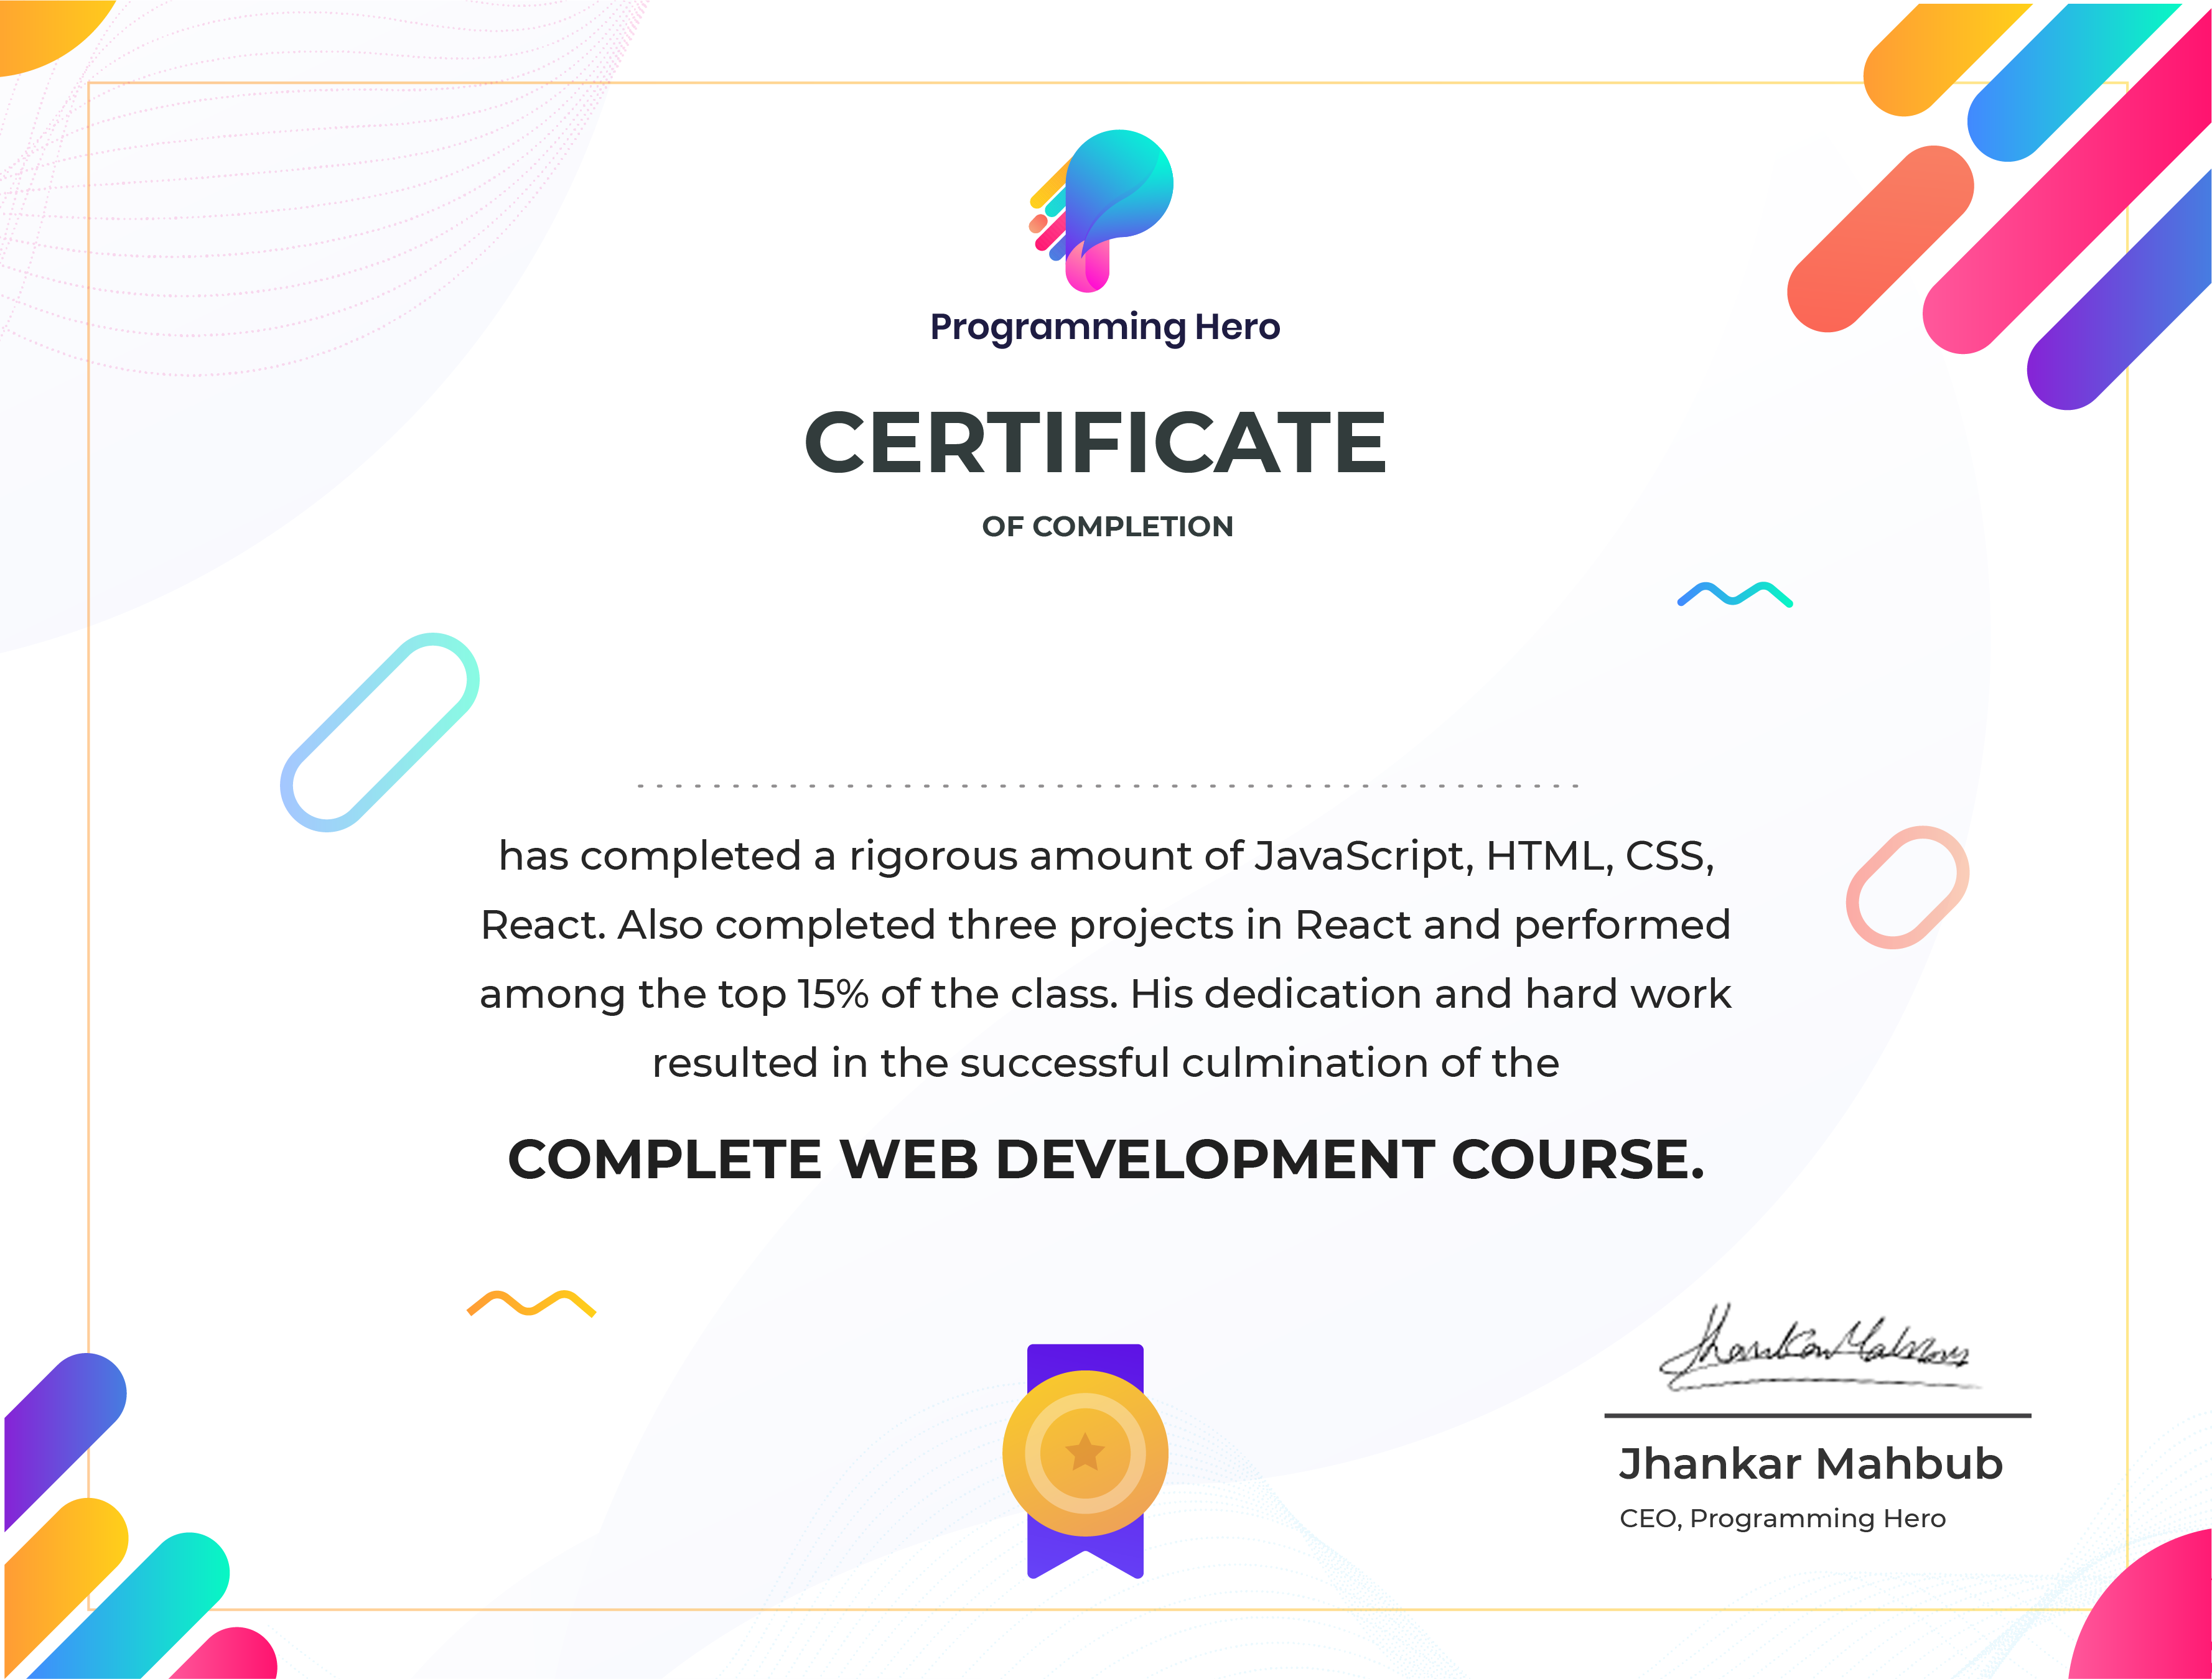 Programming Hero
CERTIFICATE
OF COMPLETION
has completed a rigorous amount of JavaScript, HTML, CSS,
React. Also completed three projects in React and performed
among the top 15% of the class. His dedication and hard work
resulted in the successful culmination of the
COMPLETE WEB DEVELOPMENT COURSE.
Jhankar Mahbub
Jhankar Mahbub
CEO, Programming Hero